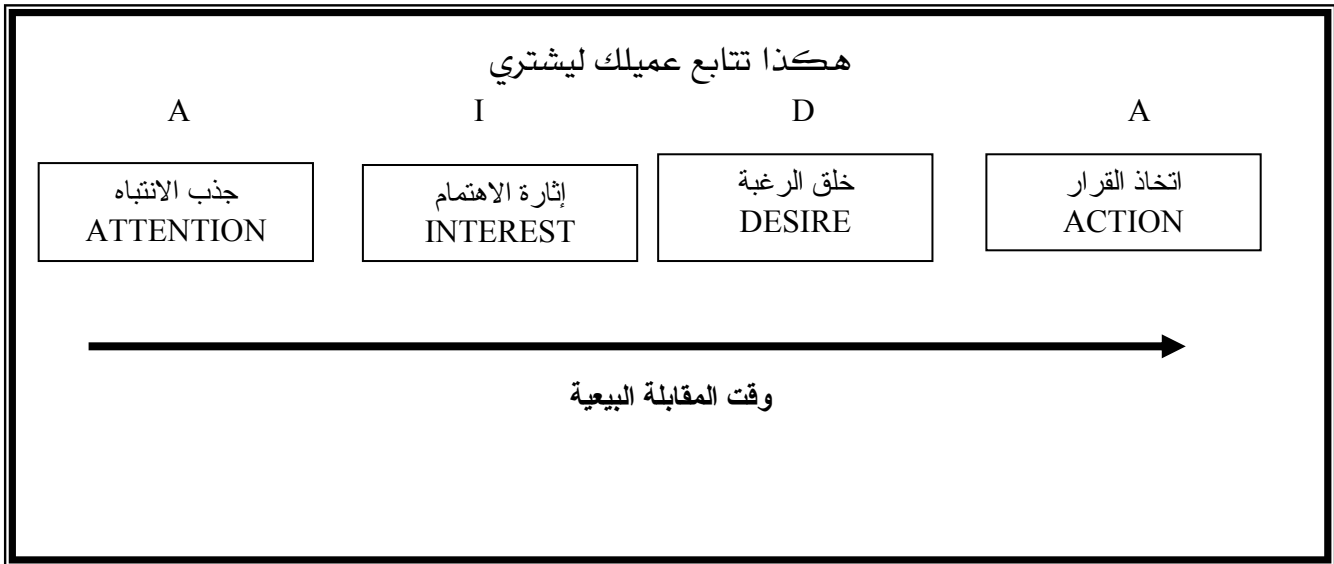 هكذا تتابع عميلك ليشتري
A
I
D
A
جذب الانتباه
ATTENTION
إثارة الاهتمام
INTEREST
خلق الرغبة
DESIRE
اتخاذ القرار
ACTION
وقت المقابلة البيعية